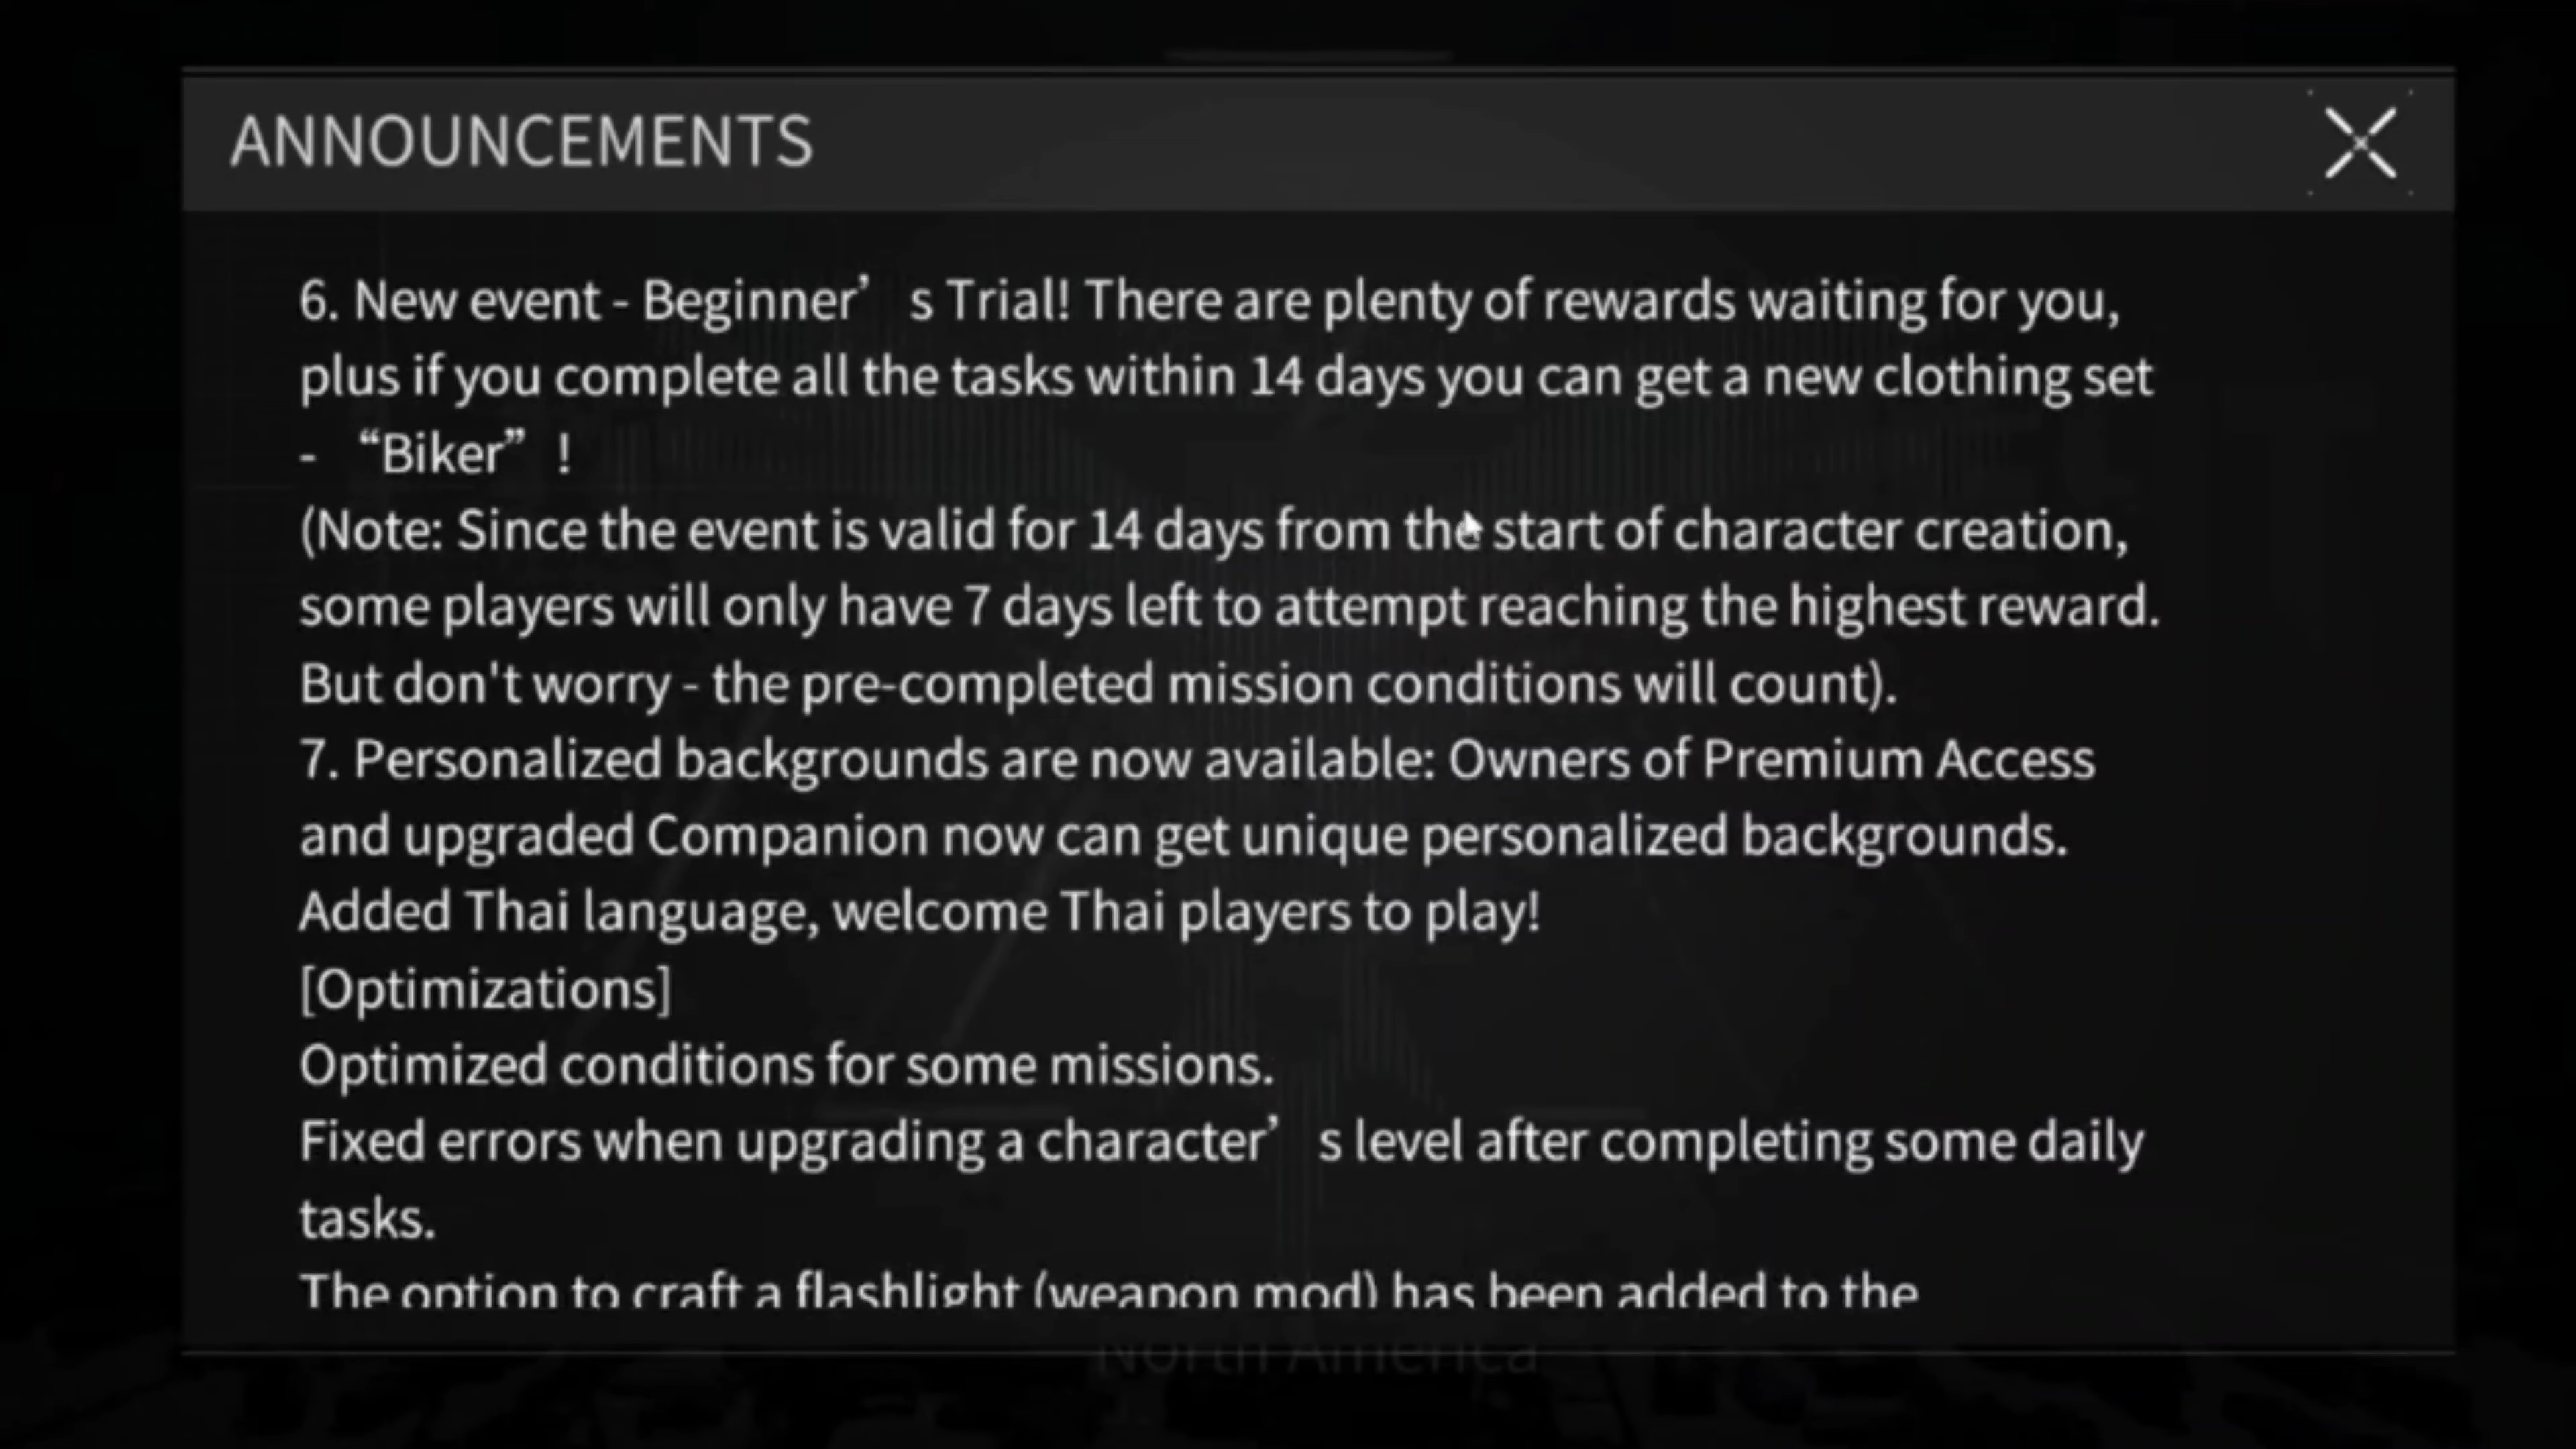 ANNOUNCEMENTS
6. New event - Beginner’s Trial! There are plenty of rewards waiting for you,
plus if you complete all the tasks within 14 days you can get a new clothing set
- “Biker”!
(Note: Since the event is valid for 14 days from the start of character creation,
some players will only have 7 days left to attempt reaching the highest reward.
But don't worry - the pre-completed mission conditions will count).
7. Personalized backgrounds are now available: Owners of Premium Access
and upgraded Companion now can get unique personalized backgrounds.
Added Thai language, welcome Thai players to play!
[Optimizations]
Optimized conditions for some missions.
Fixed errors when upgrading a character’s level after completing some daily
tasks.
The option to craft a flashlight (weapon mod) has been added to the
North America